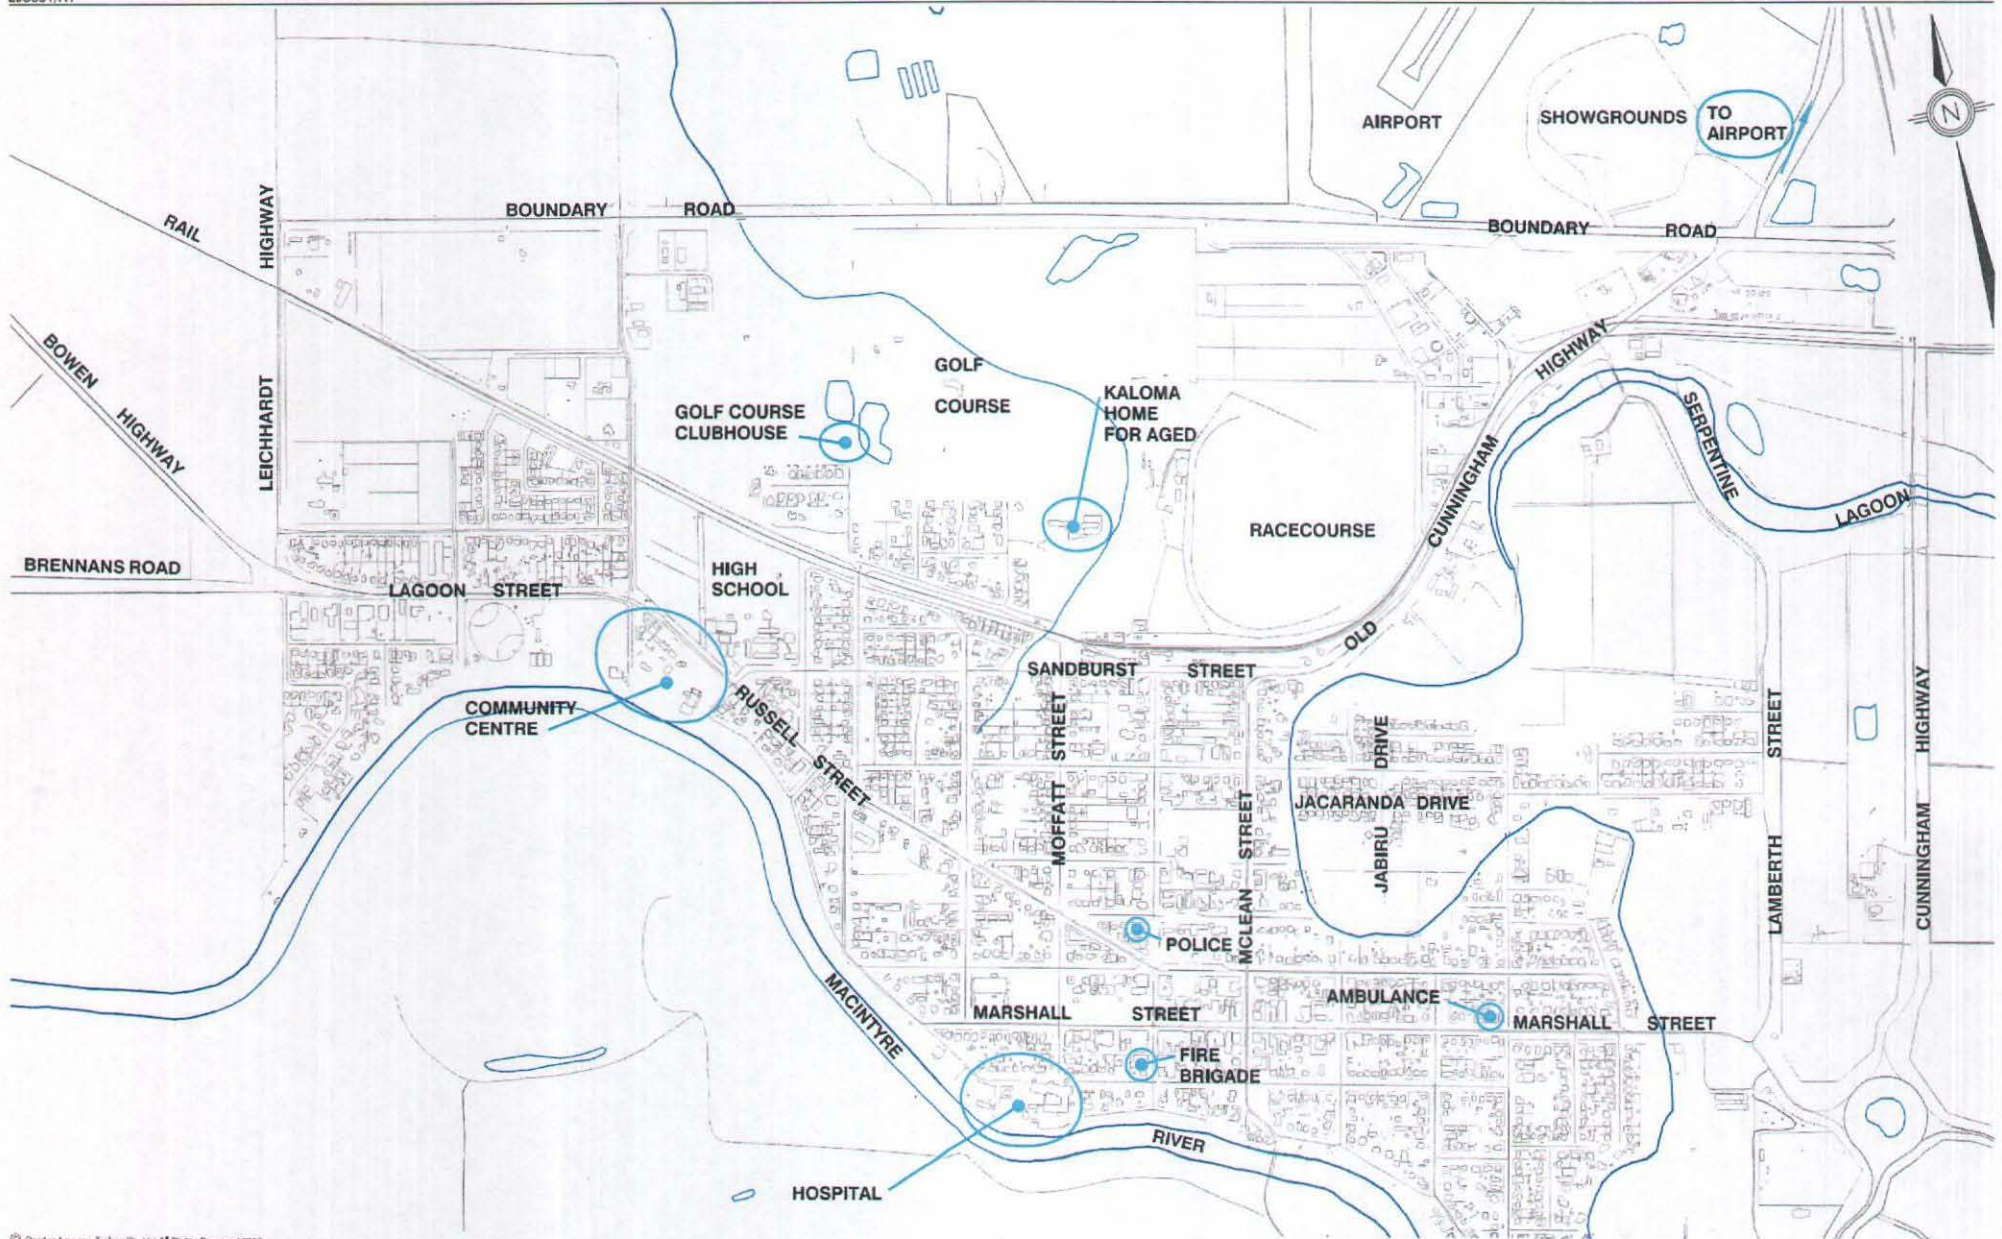 AIRPORT
SHOWGROUNDS
TO
AIRPORT
N
BOUNDARY ROAD
BOUNDARY ROAD
RAIL
LEICHHARDT HIGHWAY
BOWEN HIGHWAY
GOLF
COURSE
GOLF COURSE
CLUBHOUSE
KALOMA
HOME
FOR AGED
OLD CUNNINGHAM HIGHWAY
SERPENTINE LAGOON
RACECOURSE
BRENNANS ROAD
LAGOON STREET
HIGH
SCHOOL
COMMUNITY
CENTRE
RUSSELL STREET
SANDBURST STREET
MOFFATT STREET
MCLEAN STREET
JABIRU DRIVE
JACARANDA DRIVE
LAMBERTH STREET
CUNNINGHAM HIGHWAY
POLICE
MACINTYRE RIVER
MARSHALL STREET
AMBULANCE
MARSHALL STREET
FIRE
BRIGADE
HOSPITAL